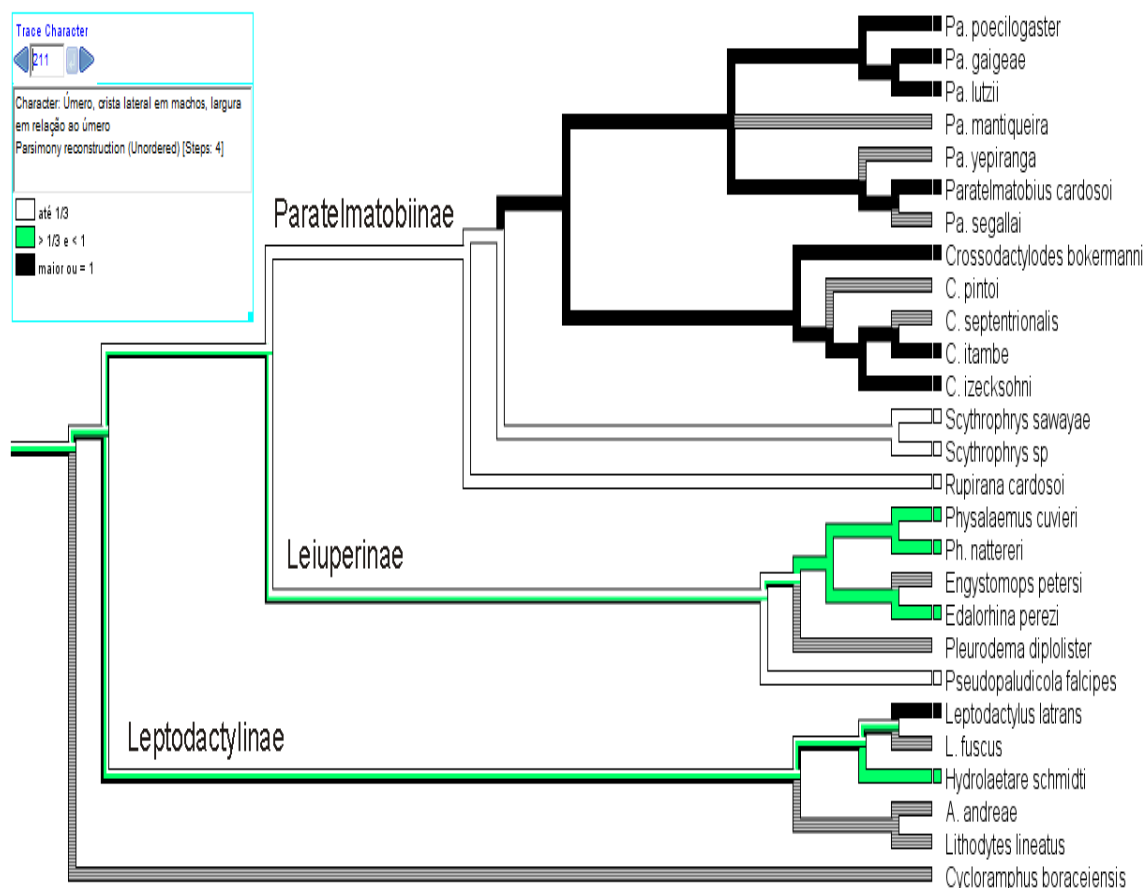 Trace Character
211
Character: Úmero, crista lateral em machos, largura
em relação ao úmero
Parsimony reconstruction (Unordered) [Steps: 4]
até 1/3
> 1/3 e < 1
maior ou = 1
Paratelmatobiinae
Leiuperinae
Leptodactylinae
Pa. poecilogaster
Pa. gaigeae
Pa. lutzii
Pa. mantiqueira
Pa. yepiranga
Paratelmatobius cardosoi
Pa. segallai
Crossodactylodes bokermanni
C. pintoi
C. septentrionalis
C. itambe
C. izecksohni
Scythrophrys sawayae
Scythrophrys sp
Rupirana cardosoi
Physalaemus cuvieri
Ph. nattereri
Engystomops petersi
Edalorhina perezi
Pleurodema diplolister
Pseudopaludicola falcipes
Leptodactylus latrans
L. fuscus
Hydrolaetare schmidti
A. andreae
Lithodytes lineatus
Cycloramphus boraceiensis